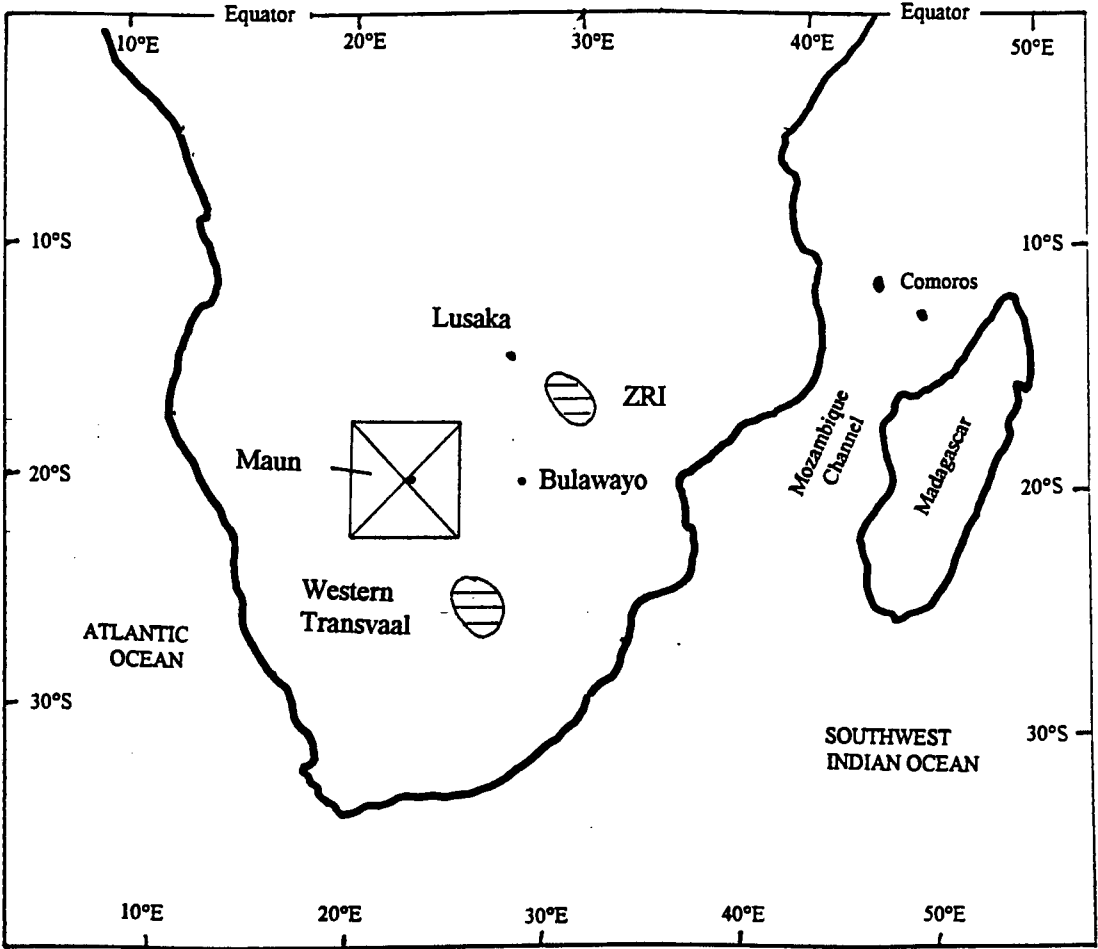 Equator
Equator
10°E
20°E
30°E
40°E
50°E
10°S
10°S
Comoros
Lusaka
ZRI
Maun
20°S
Bulawayo
Mozambique
Channel
Madagascar
20°S
Western
Transvaal
ATLANTIC
OCEAN
30°S
30°S
SOUTHWEST
INDIAN OCEAN
10°E
20°E
30°E
40°E
50°E